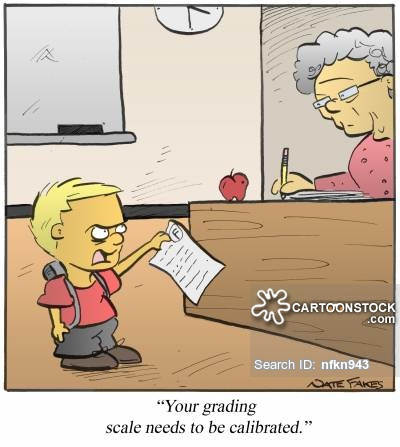 F
CARTOONSTOCK
.com
Search ID: nfkn943
NATE FAKES
“Your grading
scale needs to be calibrated.”